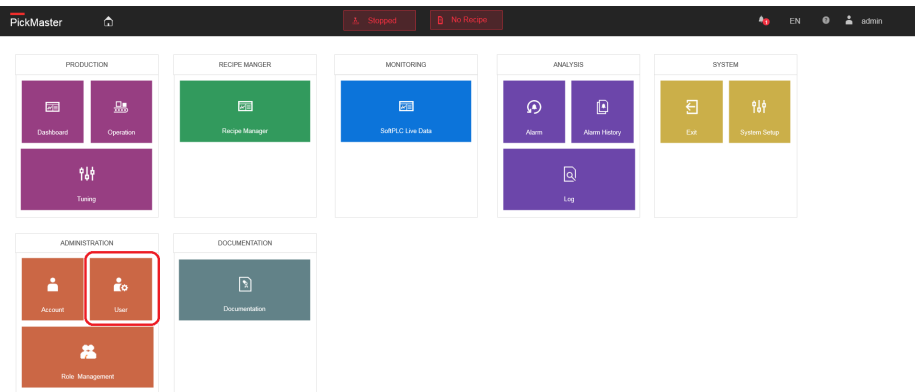 PickMaster
Stopped
No Recipe
EN
admin
PRODUCTION
RECIPE MANGER
MONITORING
ANALYSIS
SYSTEM
Dashboard
Operation
Recipe Manager
SoftPLC Live Data
Alarm
Alarm History
Exit
System Setup
Tuning
Log
ADMINISTRATION
DOCUMENTATION
Account
User
Documentation
Role Management